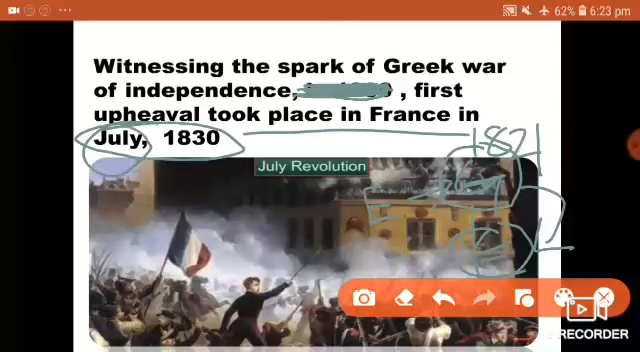 62% 6:23 pm
Witnessing the spark of Greek war
of independence, , first
upheaval took place in France in
July, 1830
1821
July Revolution
RECORDER